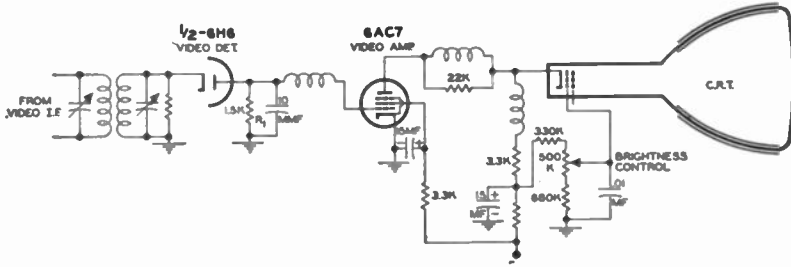 1/2-6H6
VIDEO DET.
6AC7
VIDEO AMP.
22K
C.R.T.
FROM
VIDEO I.F.
1.5K
R1
10
MMF
15MF
+
3.3K
3.3K
330K
500
K
680K
BRIGHTNESS
CONTROL
.01
MF
15 +
MF -